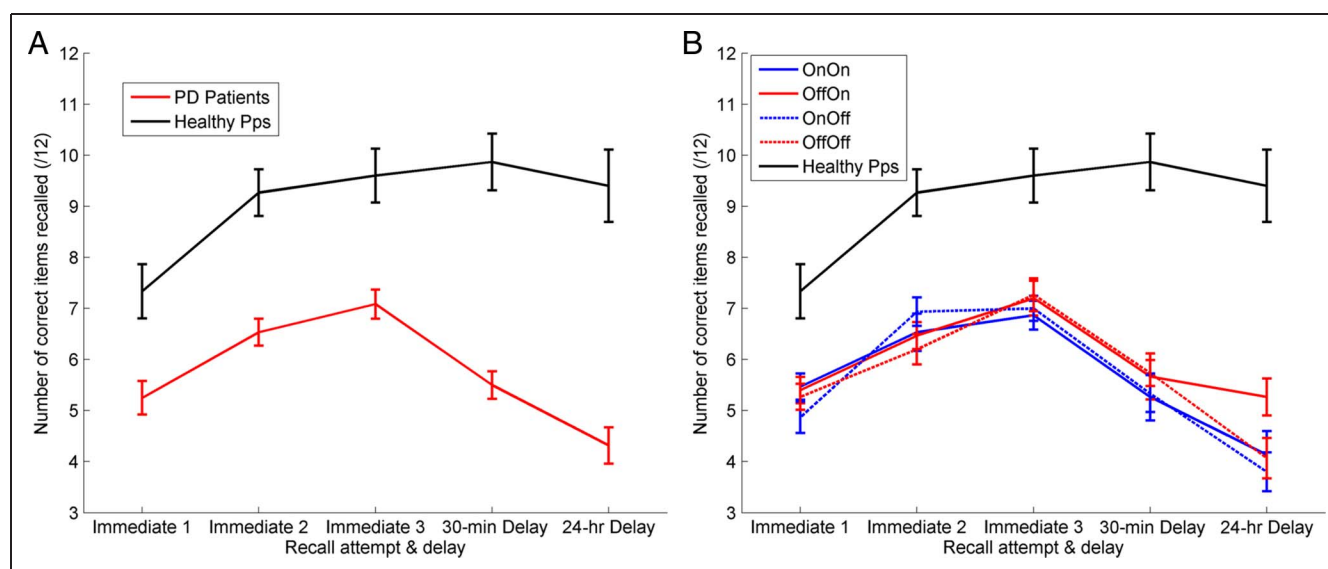 A
12
11
10
9
8
7
6
5
4
3
Number of correct items recalled (/12)
PD Patients
Healthy Pps
Immediate 1 Immediate 2 Immediate 3 30-min Delay 24-hr Delay
Recall attempt & delay
B
12
11
10
9
8
7
6
5
4
3
Number of correct items recalled (/12)
OnOn
OffOn
OnOff
OffOff
Healthy Pps
Immediate 1 Immediate 2 Immediate 3 30-min Delay 24-hr Delay
Recall attempt & delay